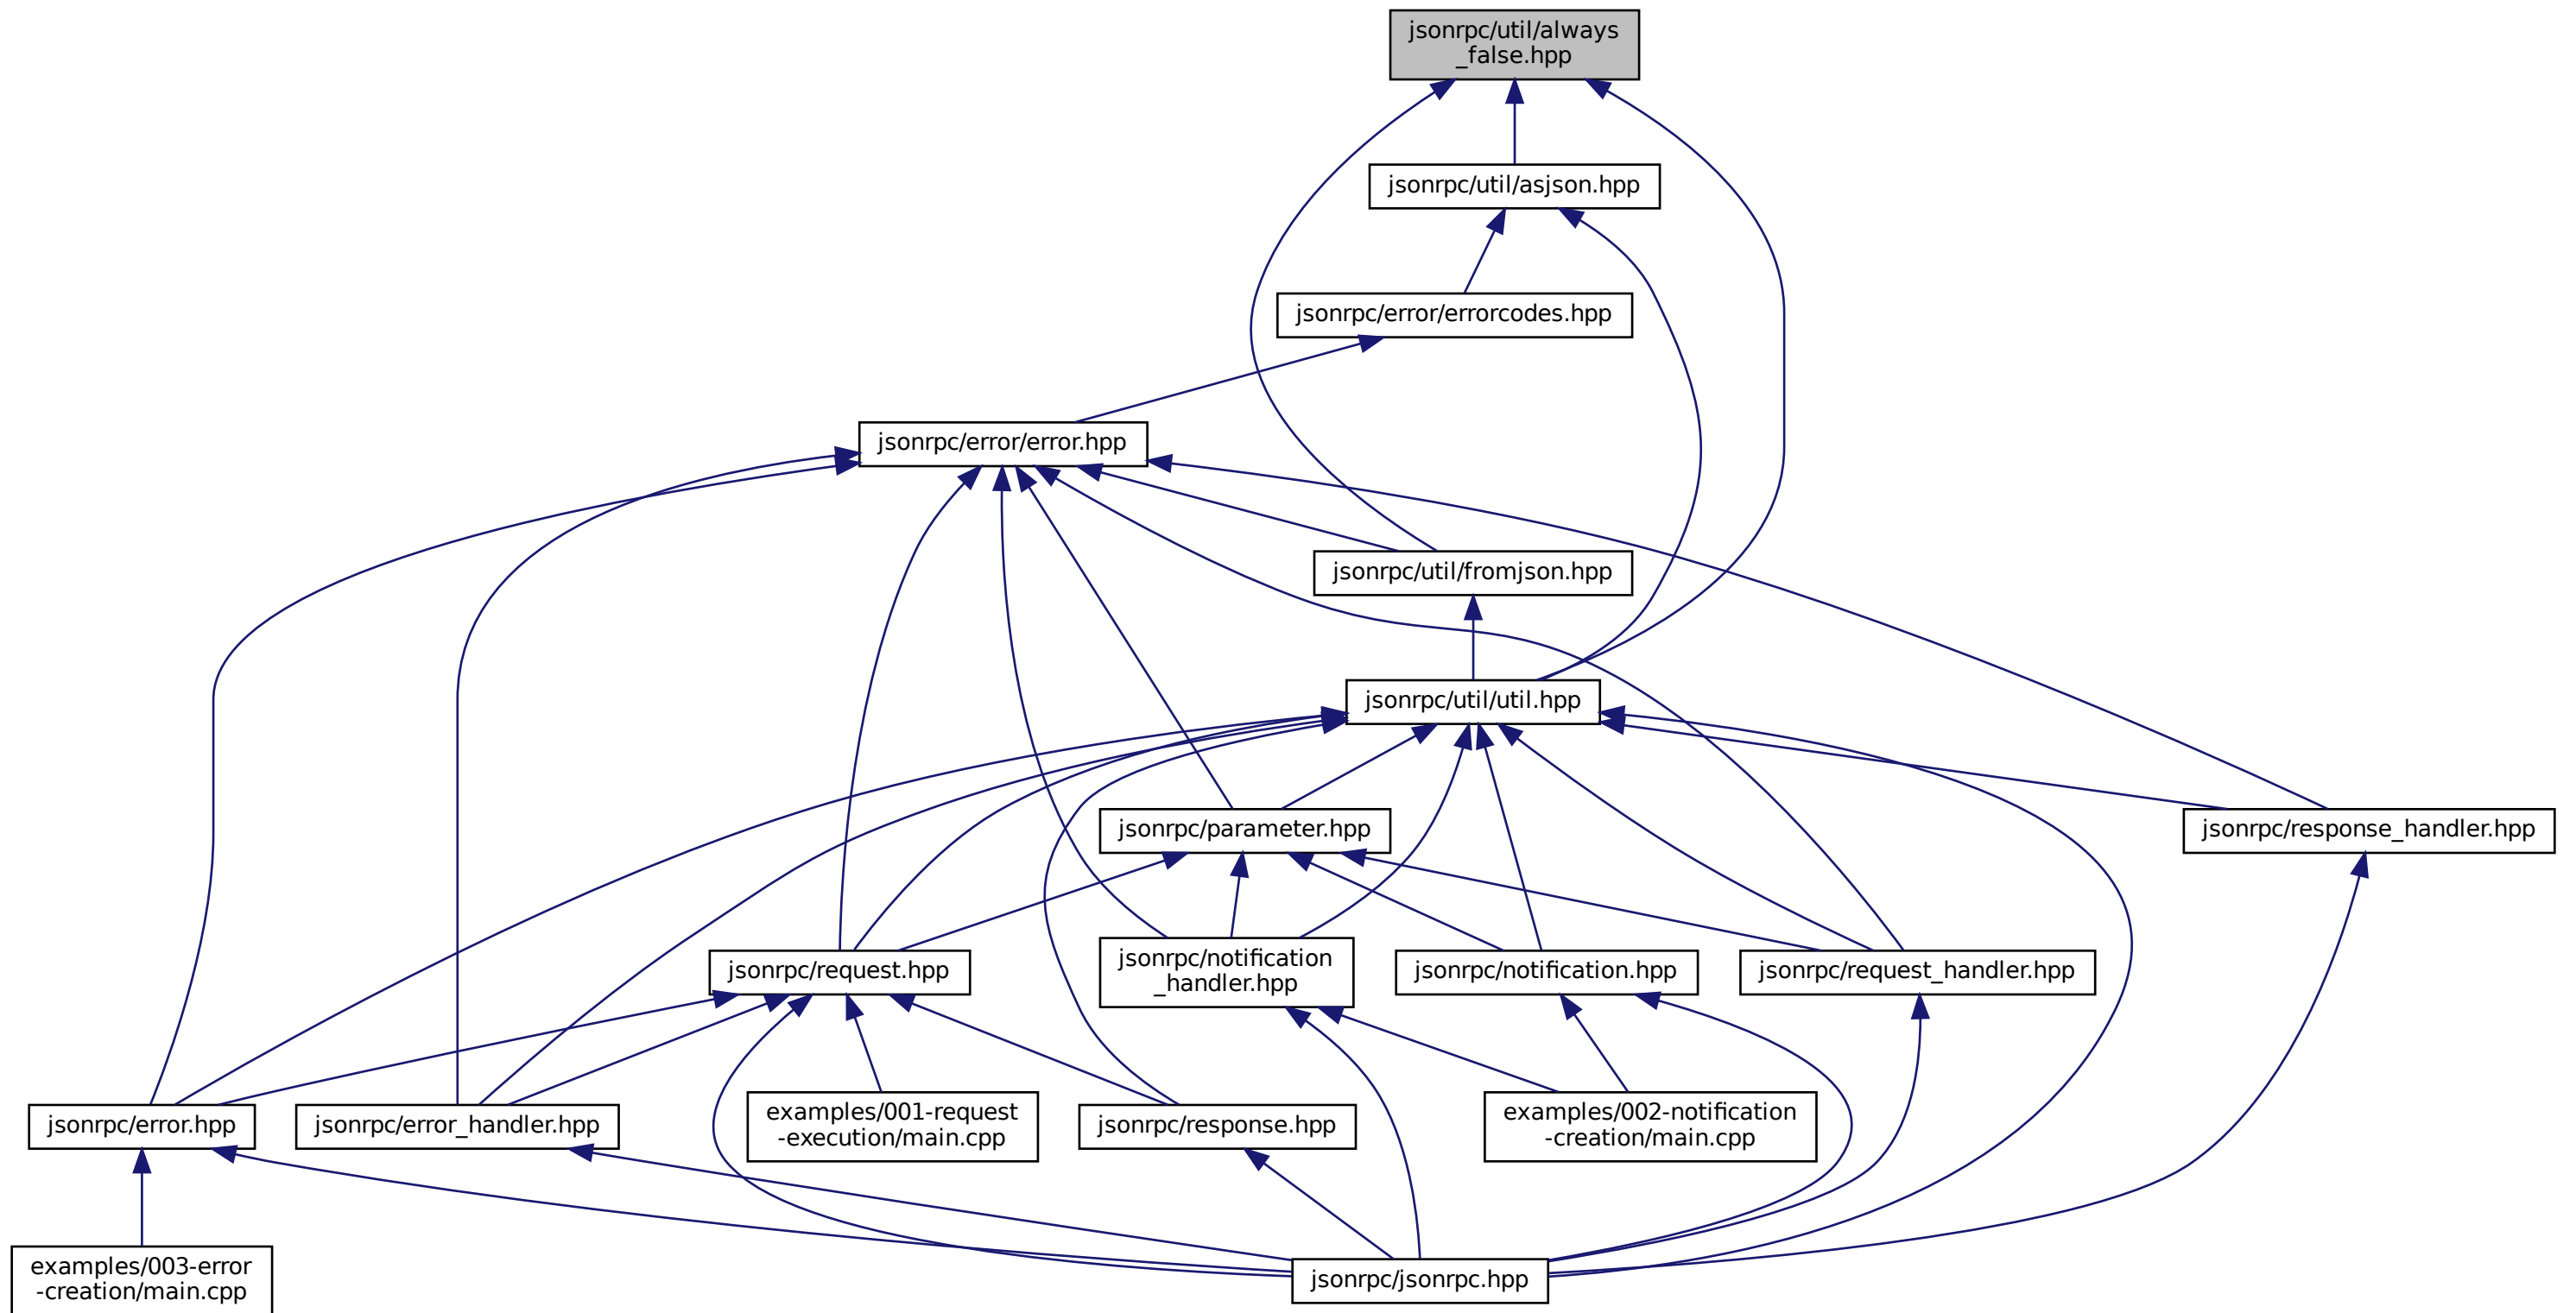 jsonrpc/util/always
_false.hpp
jsonrpc/util/asjson.hpp
jsonrpc/error/errorcodes.hpp
jsonrpc/error/error.hpp
jsonrpc/util/fromjson.hpp
jsonrpc/util/util.hpp
jsonrpc/parameter.hpp
jsonrpc/response_handler.hpp
jsonrpc/request.hpp
jsonrpc/notification
_handler.hpp
jsonrpc/notification.hpp
jsonrpc/request_handler.hpp
jsonrpc/error.hpp
jsonrpc/error_handler.hpp
examples/001-request
-execution/main.cpp
jsonrpc/response.hpp
examples/002-notification
-creation/main.cpp
examples/003-error
-creation/main.cpp
jsonrpc/jsonrpc.hpp